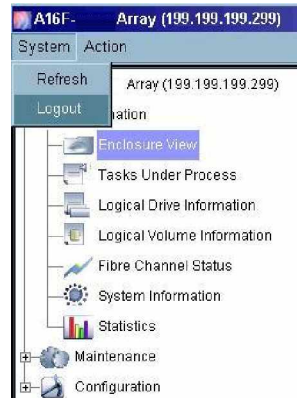 A16F- Array (199.199.199.299)
System Action
Refresh
Array (199.199.199.299)
Logout
ation
Enclosure View
Tasks Under Process
Logical Drive Information
Logical Volume Information
Fibre Channel Status
System Information
Statistics
Maintenance
Configuration